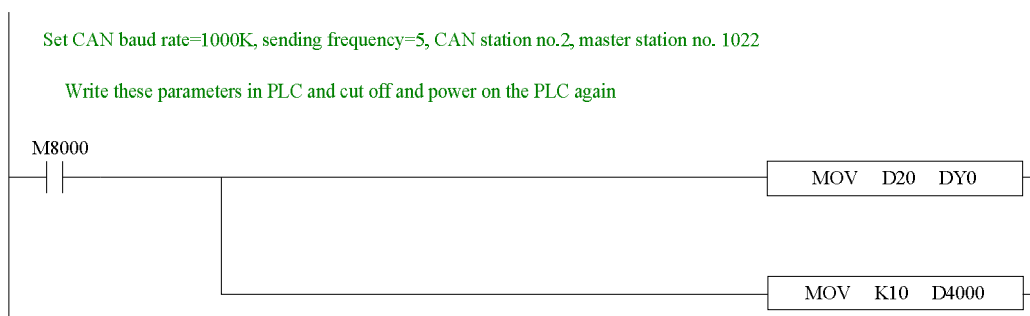 Set CAN baud rate=1000K, sending frequency=5, CAN station no.2, master station no. 1022
Write these parameters in PLC and cut off and power on the PLC again
M8000
MOV D20 DY0
MOV K10 D4000